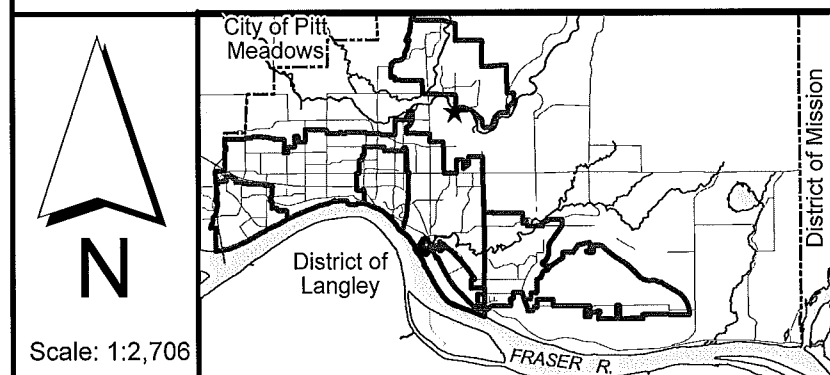 City of Pitt
Meadows
District of Mission
District of
Langley
N
Scale: 1:2,706
FRASER R.